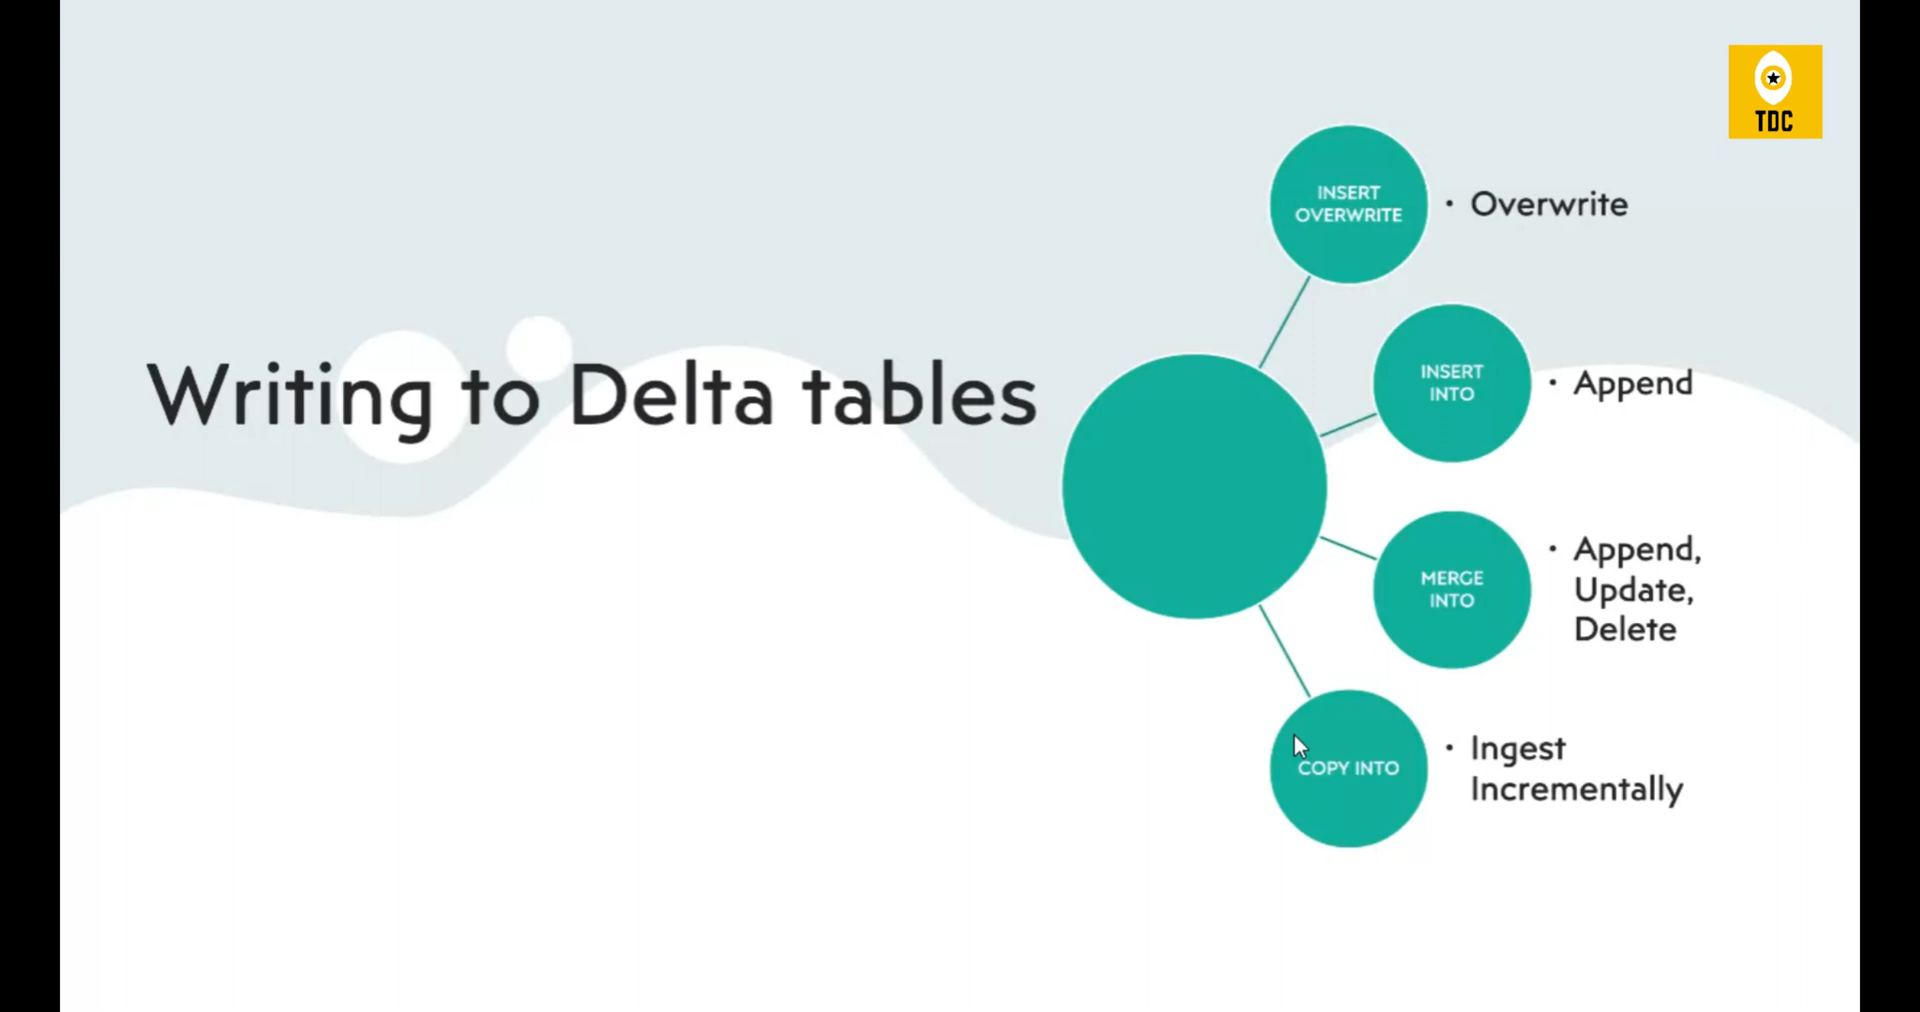 TDC
Writing to Delta tables
INSERT
OVERWRITE
• Overwrite
INSERT
INTO
• Append
MERGE
INTO
• Append,
Update,
Delete
COPY INTO
• Ingest
Incrementally